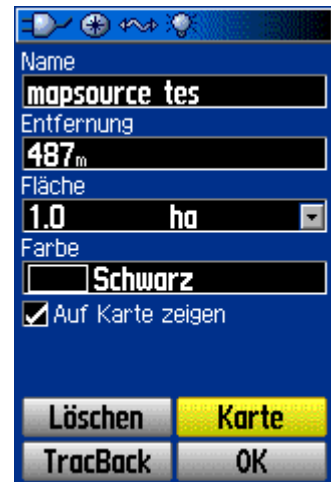 Name
mapsource tes
Entfernung
487m
Fläche
1.0 ha
Farbe
Schwarz
Auf Karte zeigen
Löschen Karte
TracBack OK